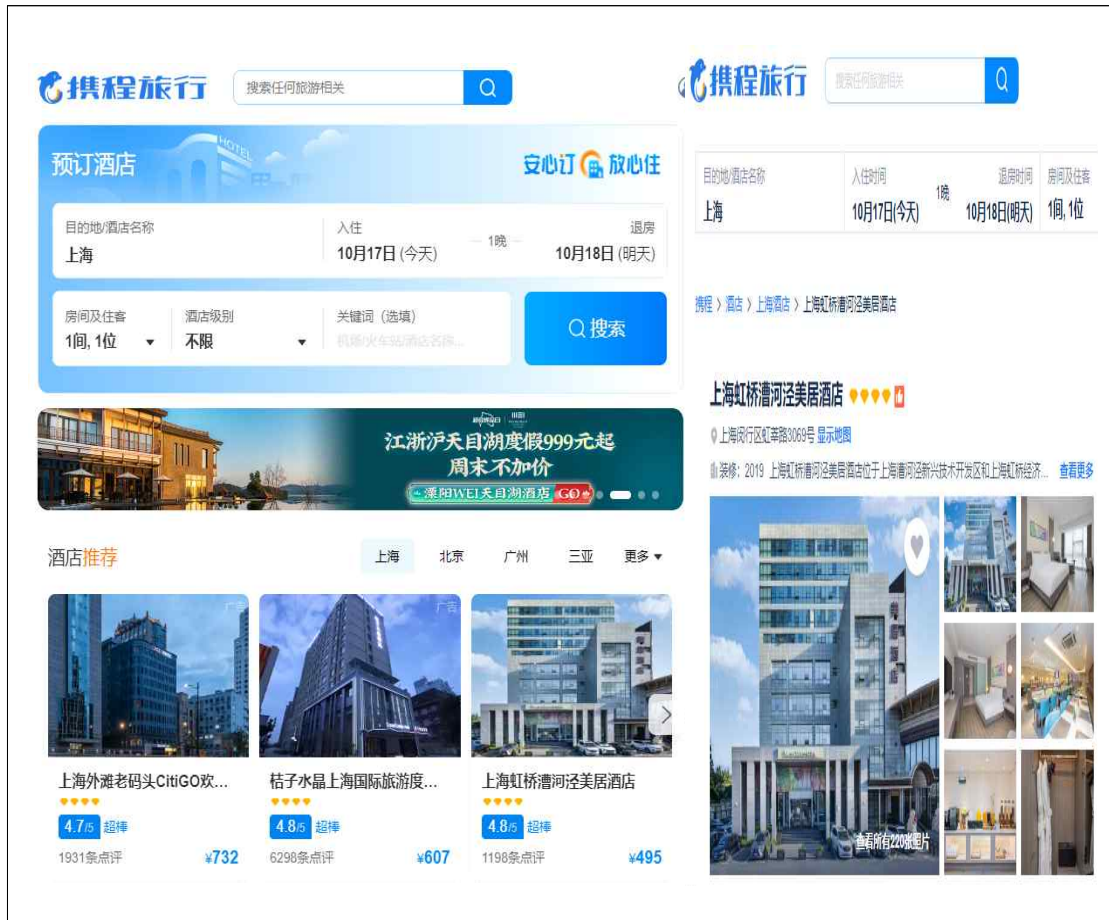 携程旅行
搜索任何旅游相关
预订酒店
HOTEL
安心订 放心住
目的地/酒店名称
上海
入住
10月17日 (今天)
1晚
退房
10月18日 (明天)
房间及住客
1间, 1位
酒店级别
不限
关键词（选填）
机场/火车站/酒店名称...
搜索
江浙沪天目湖度假999元起
周末不加价
溧阳WEI天目湖酒店 GO
酒店推荐
上海 北京 广州 三亚 更多
广告
广告
上海外滩老码头CitiGO欢...
4.7/5 超棒
1931条点评 ¥732
桔子水晶上海国际旅游度...
4.8/5 超棒
6298条点评 ¥607
上海虹桥漕河泾美居酒店
4.8/5 超棒
1198条点评 ¥495
携程旅行
搜索任何旅游相关
目的地/酒店名称
上海
入住时间
10月17日(今天)
1晚
退房时间
10月18日(明天)
房间及住客
1间, 1位
携程 > 酒店 > 上海酒店 > 上海虹桥漕河泾美居酒店
上海虹桥漕河泾美居酒店
上海闵行区虹莘路3069号 显示地图
装修：2019 上海虹桥漕河泾美居酒店位于上海漕河泾新兴技术开发区和上海虹桥经济... 查看更多
查看所有220张照片